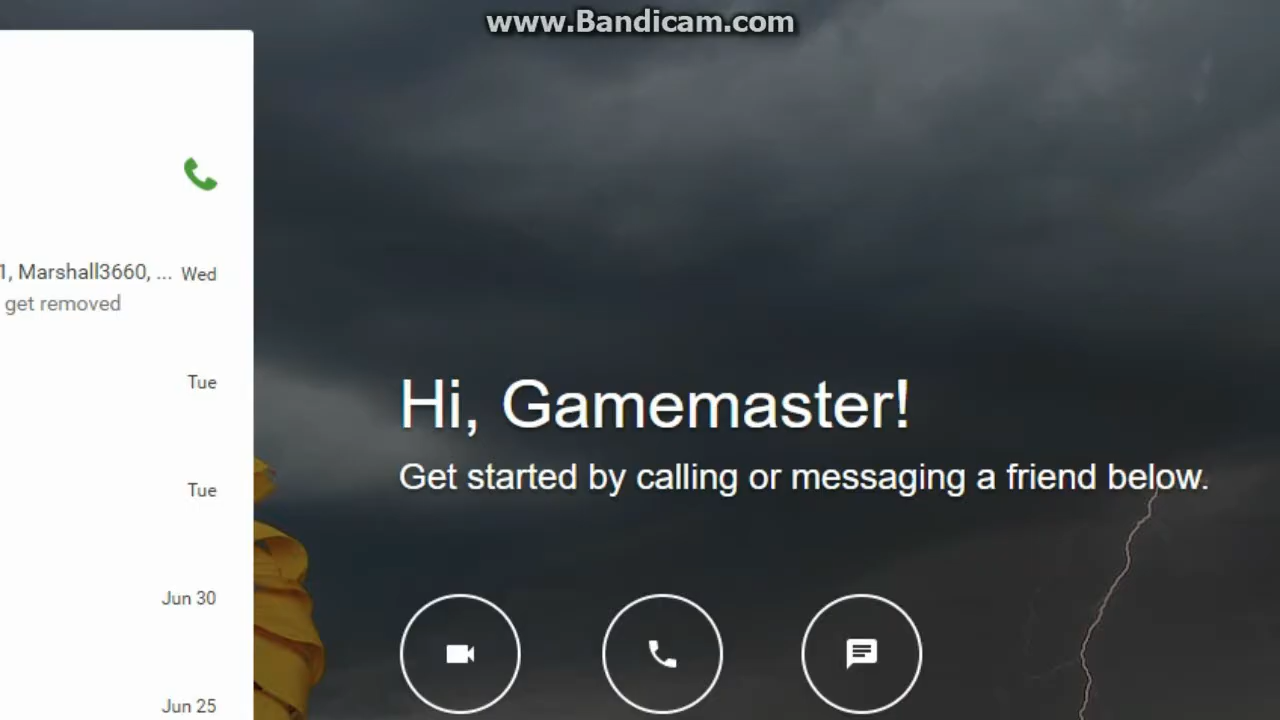 www.Bandicam.com
1, Marshall3660, ... Wed
get removed
Tue
Tue
Jun 30
Jun 25
Hi, Gamemaster!
Get started by calling or messaging a friend below.